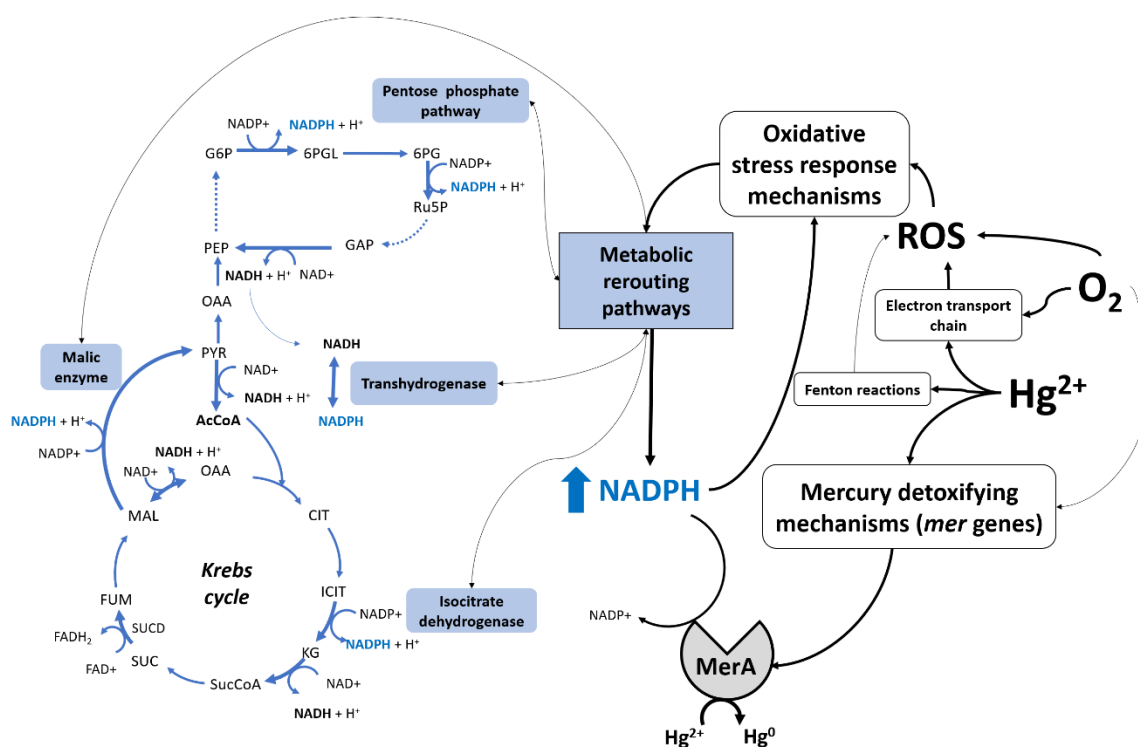 Pentose phosphate
pathway
NADP+ NADPH + H⁺
G6P 6PGL 6PG
NADP+
NADPH + H⁺
Ru5P
PEP GAP
NADH + H⁺ NAD+
OAA
NADH
PYR
Malic
enzyme
NAD+
Transhydrogenase
NADH + H⁺
NADPH + H⁺
AcCoA
NADPH
NADP+
NADH + H⁺
NAD+
OAA
MAL
CIT
Krebs
cycle
ICIT
FUM
NADP+
Isocitrate
dehydrogenase
FADH₂
SUCD
NADPH + H⁺
KG
FAD+
SUC
SucCoA
NAD+
NADH + H⁺
Oxidative
stress response
mechanisms
ROS
Metabolic
rerouting
pathways
O₂
Electron transport
chain
Fenton reactions
Hg²⁺
NADPH
Mercury detoxifying
mechanisms (mer genes)
NADP+
MerA
Hg²⁺ Hg⁰